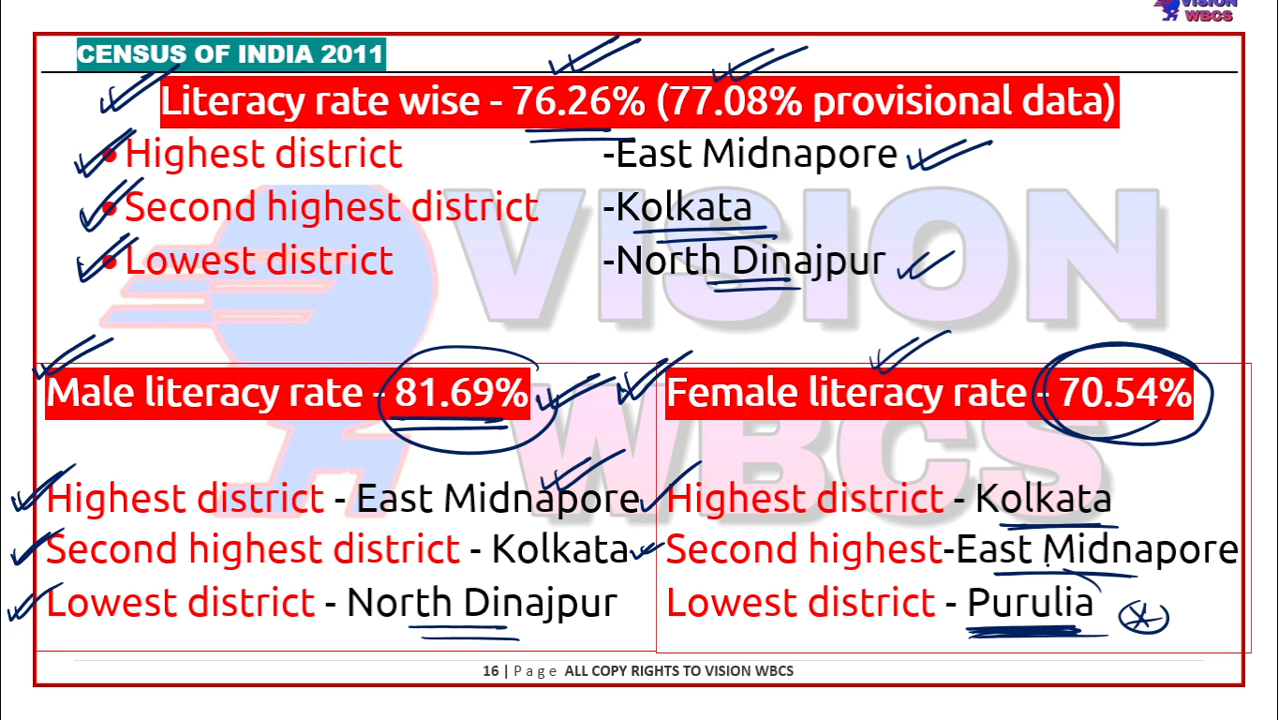 VISION
WBCS
CENSUS OF INDIA 2011
Literacy rate wise - 76.26% (77.08% provisional data)
• Highest district -East Midnapore
• Second highest district -Kolkata
• Lowest district -North Dinajpur
VISION
WBCS
Male literacy rate - 81.69%
Highest district - East Midnapore
Second highest district - Kolkata
Lowest district - North Dinajpur
Female literacy rate - 70.54%
Highest district - Kolkata
Second highest-East Midnapore
Lowest district - Purulia
16 | Page ALL COPY RIGHTS TO VISION WBCS